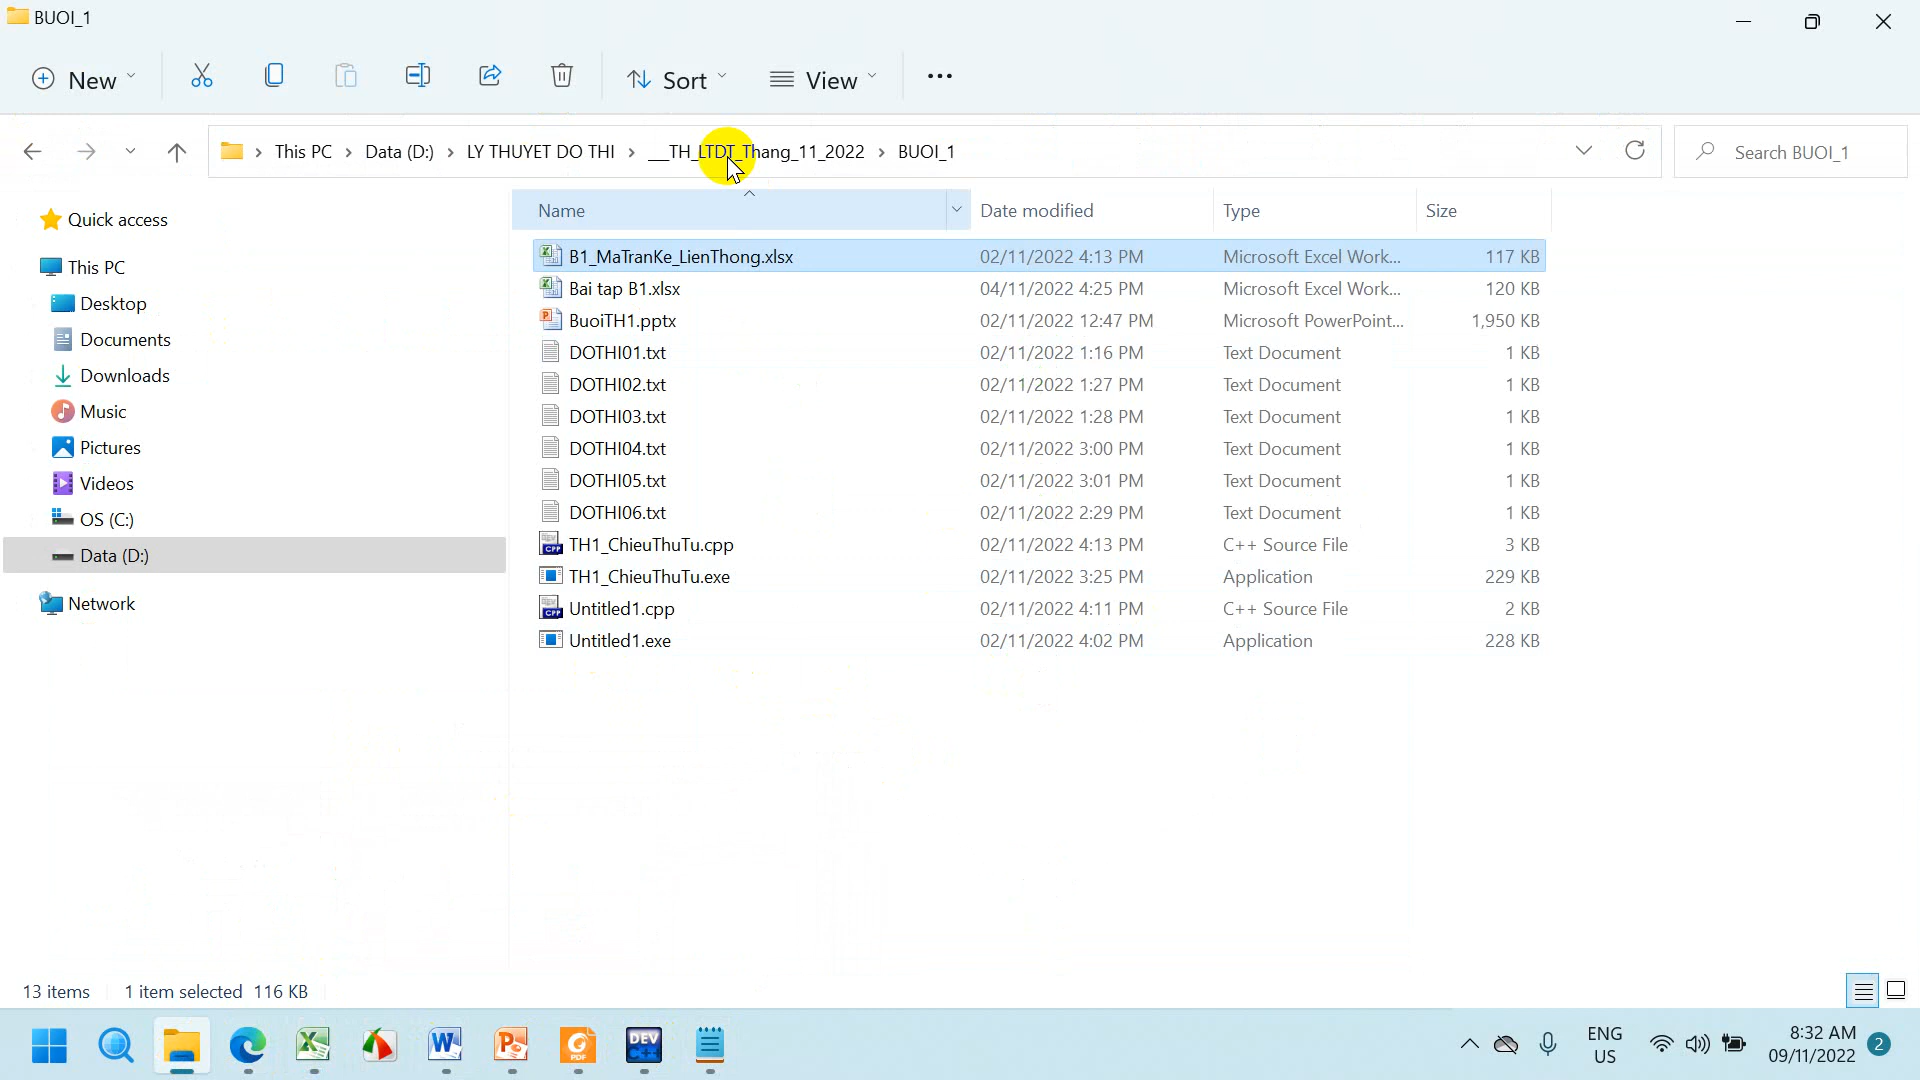 BUOI_1
New
Sort
View
This PC
Data (D:)
LY THUYET DO THI
___TH_LTDT_Thang_11_2022
BUOI_1
Search BUOI_1
Quick access
This PC
Desktop
Documents
Downloads
Music
Pictures
Videos
OS (C:)
Data (D:)
Network
Name Date modified Type Size
B1_MaTranKe_LienThong.xlsx 02/11/2022 4:13 PM Microsoft Excel Work... 117 KB
Bai tap B1.xlsx 04/11/2022 4:25 PM Microsoft Excel Work... 120 KB
BuoiTH1.pptx 02/11/2022 12:47 PM Microsoft PowerPoint... 1,950 KB
DOTHI01.txt 02/11/2022 1:16 PM Text Document 1 KB
DOTHI02.txt 02/11/2022 1:27 PM Text Document 1 KB
DOTHI03.txt 02/11/2022 1:28 PM Text Document 1 KB
DOTHI04.txt 02/11/2022 3:00 PM Text Document 1 KB
DOTHI05.txt 02/11/2022 3:01 PM Text Document 1 KB
DOTHI06.txt 02/11/2022 2:29 PM Text Document 1 KB
TH1_ChieuThuTu.cpp 02/11/2022 4:13 PM C++ Source File 3 KB
TH1_ChieuThuTu.exe 02/11/2022 3:25 PM Application 229 KB
Untitled1.cpp 02/11/2022 4:11 PM C++ Source File 2 KB
Untitled1.exe 02/11/2022 4:02 PM Application 228 KB
13 items 1 item selected 116 KB
DEV C++
PDF
ENG
US
8:32 AM
09/11/2022
2